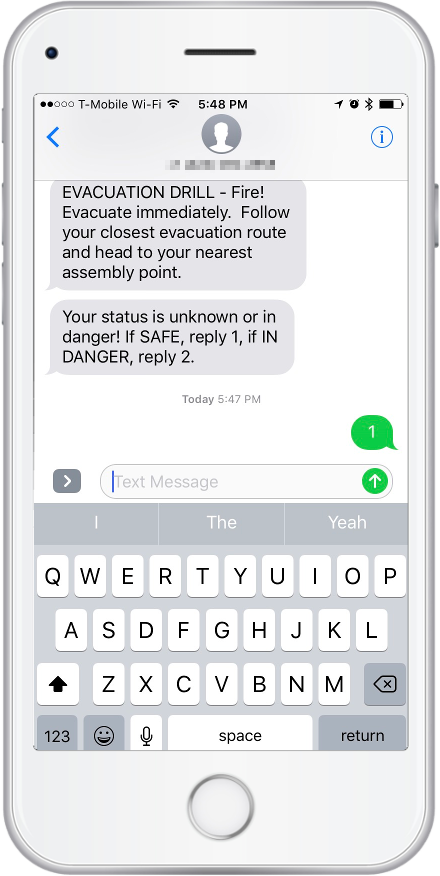 T-Mobile Wi-Fi 5:48 PM
EVACUATION DRILL - Fire!
Evacuate immediately.  Follow
your closest evacuation route
and head to your nearest
assembly point.
Your status is unknown or in
danger! If SAFE, reply 1, if IN
DANGER, reply 2.
Today 5:47 PM
1
Text Message
I The Yeah
Q W E R T Y U I O P
A S D F G H J K L
Z X C V B N M
123 space return